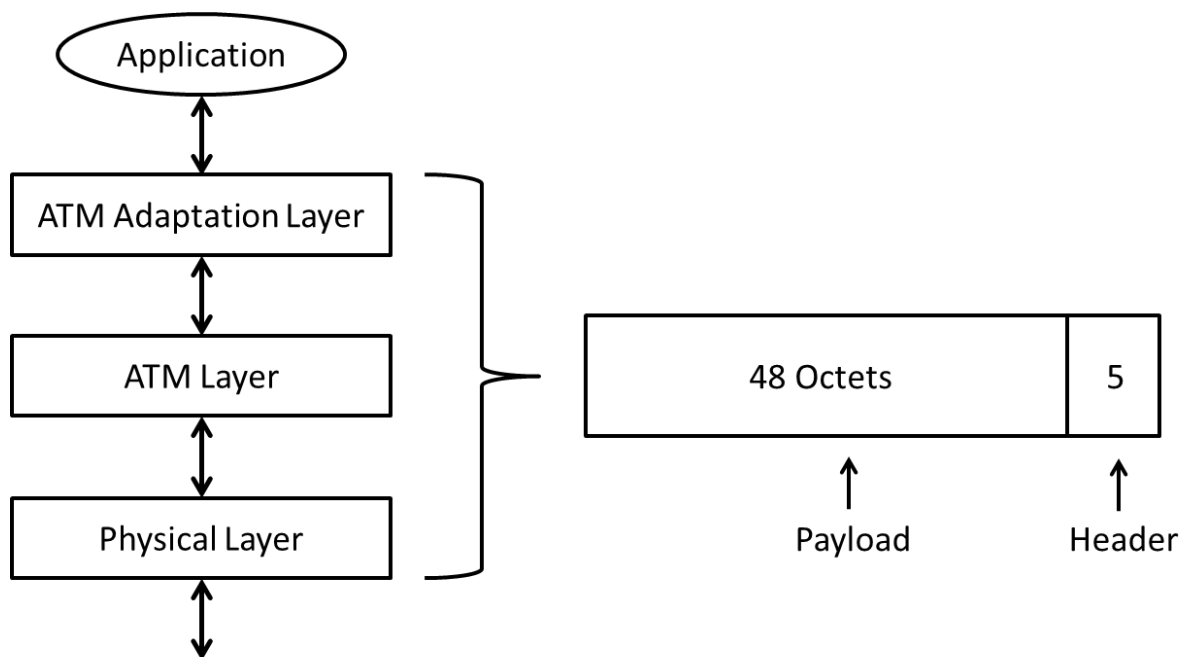 Application
ATM Adaptation Layer
ATM Layer
Physical Layer
48 Octets
5
Payload
Header